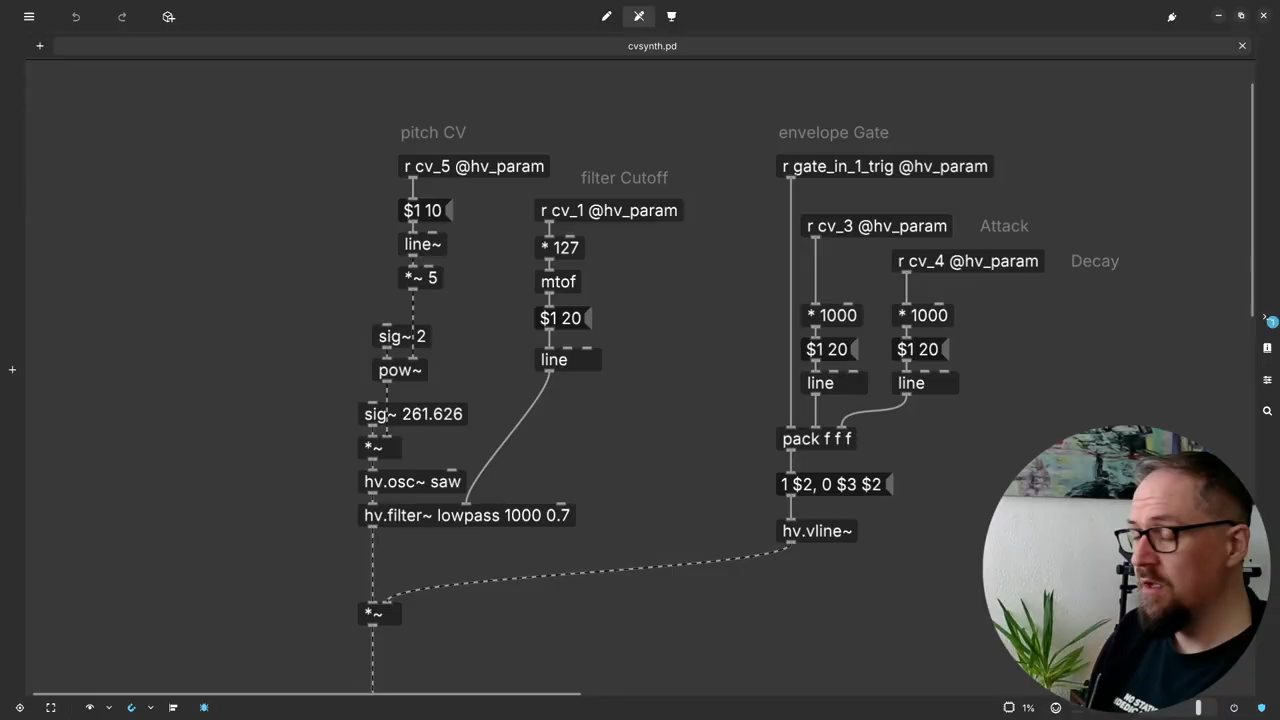 cvsynth.pd
pitch CV
r cv_5 @hv_param
$1 10
line~
*~ 5
sig~ 2
pow~
sig~ 261.626
*~
hv.osc~ saw
hv.filter~ lowpass 1000 0.7
*~
filter Cutoff
r cv_1 @hv_param
* 127
mtof
$1 20
line
envelope Gate
r gate_in_1_trig @hv_param
r cv_3 @hv_param
Attack
r cv_4 @hv_param
Decay
* 1000
* 1000
$1 20
$1 20
line
line
pack f f f
1 $2, 0 $3 $2
hv.vline~
1%